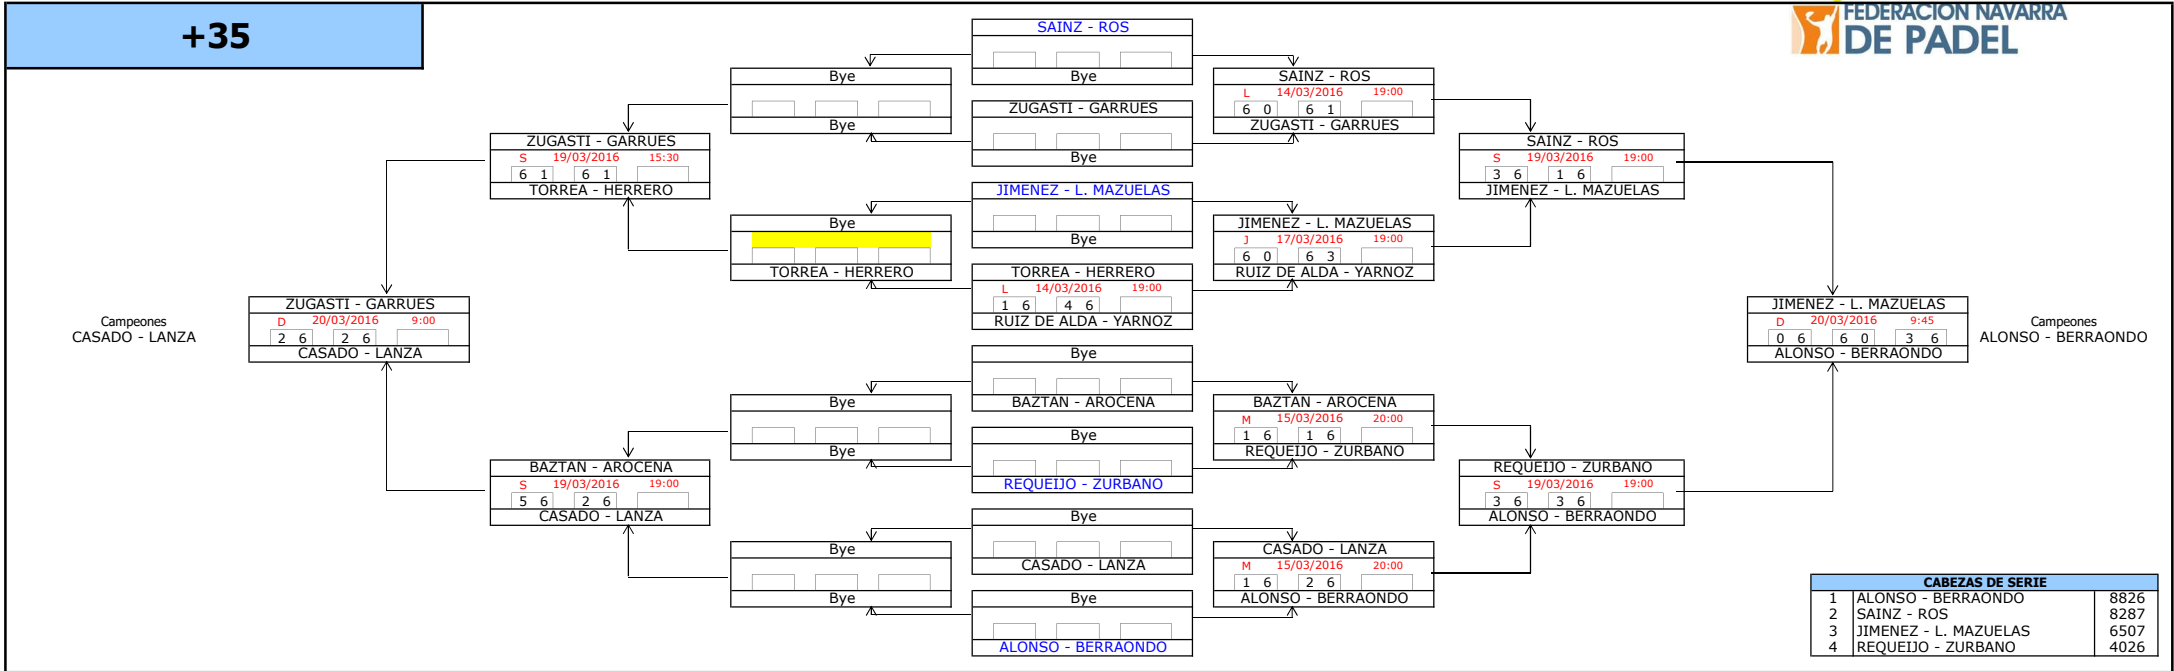 +35
FEDERACIÓN NAVARRA
DE PADEL
Campeones
CASADO - LANZA
ZUGASTI - GARRUES
D 20/03/2016 9:00
2 6 2 6
CASADO - LANZA
ZUGASTI - GARRUES
S 19/03/2016 15:30
6 1 6 1
TORREA - HERRERO
BAZTAN - AROCENA
S 19/03/2016 19:00
5 6 2 6
CASADO - LANZA
Bye
Bye
Bye
TORREA - HERRERO
Bye
Bye
Bye
Bye
SAINZ - ROS
Bye
ZUGASTI - GARRUES
Bye
JIMENEZ - L. MAZUELAS
Bye
TORREA - HERRERO
L 14/03/2016 19:00
1 6 4 6
RUIZ DE ALDA - YARNOZ
Bye
BAZTAN - AROCENA
Bye
REQUEIJO - ZURBANO
Bye
CASADO - LANZA
Bye
ALONSO - BERRAONDO
SAINZ - ROS
L 14/03/2016 19:00
6 0 6 1
ZUGASTI - GARRUES
JIMENEZ - L. MAZUELAS
J 17/03/2016 19:00
6 0 6 3
RUIZ DE ALDA - YARNOZ
BAZTAN - AROCENA
M 15/03/2016 20:00
1 6 1 6
REQUEIJO - ZURBANO
CASADO - LANZA
M 15/03/2016 20:00
1 6 2 6
ALONSO - BERRAONDO
SAINZ - ROS
S 19/03/2016 19:00
3 6 1 6
JIMENEZ - L. MAZUELAS
REQUEIJO - ZURBANO
S 19/03/2016 19:00
3 6 3 6
ALONSO - BERRAONDO
JIMENEZ - L. MAZUELAS
D 20/03/2016 9:45
0 6 6 0 3 6
ALONSO - BERRAONDO
Campeones
ALONSO - BERRAONDO
CABEZAS DE SERIE
1 ALONSO - BERRAONDO 8826
2 SAINZ - ROS 8287
3 JIMENEZ - L. MAZUELAS 6507
4 REQUEIJO - ZURBANO 4026